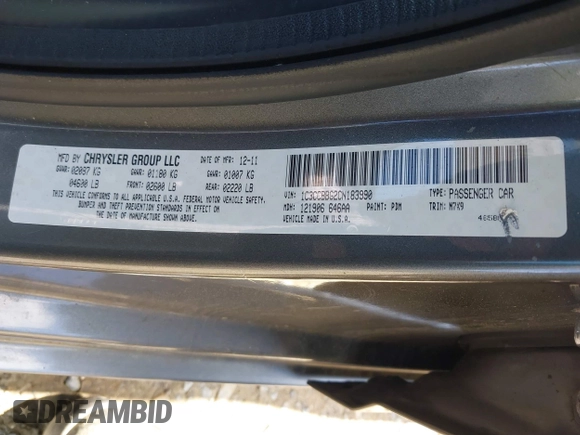 MFD BY CHRYSLER GROUP LLC
DATE OF MFR: 12-11
GVWR: 02087 KG
GAWR: 01180 KG
GAWR: 01007 KG
04600 LB
FRONT: 02600 LB
REAR: 02220 LB
THIS VEHICLE CONFORMS TO ALL APPLICABLE U.S.A. FEDERAL MOTOR VEHICLE SAFETY,
BUMPER AND THEFT PREVENTION STANDARDS IN EFFECT ON
THE DATE OF MANUFACTURE SHOWN ABOVE.
VIN: 1C3CCBBG2CN183990
TYPE: PASSENGER CAR
MDH: 121906 646AA
PAINT: PDM
TRIM: M7X9
VEHICLE MADE IN U.S.A.
DREAMBID